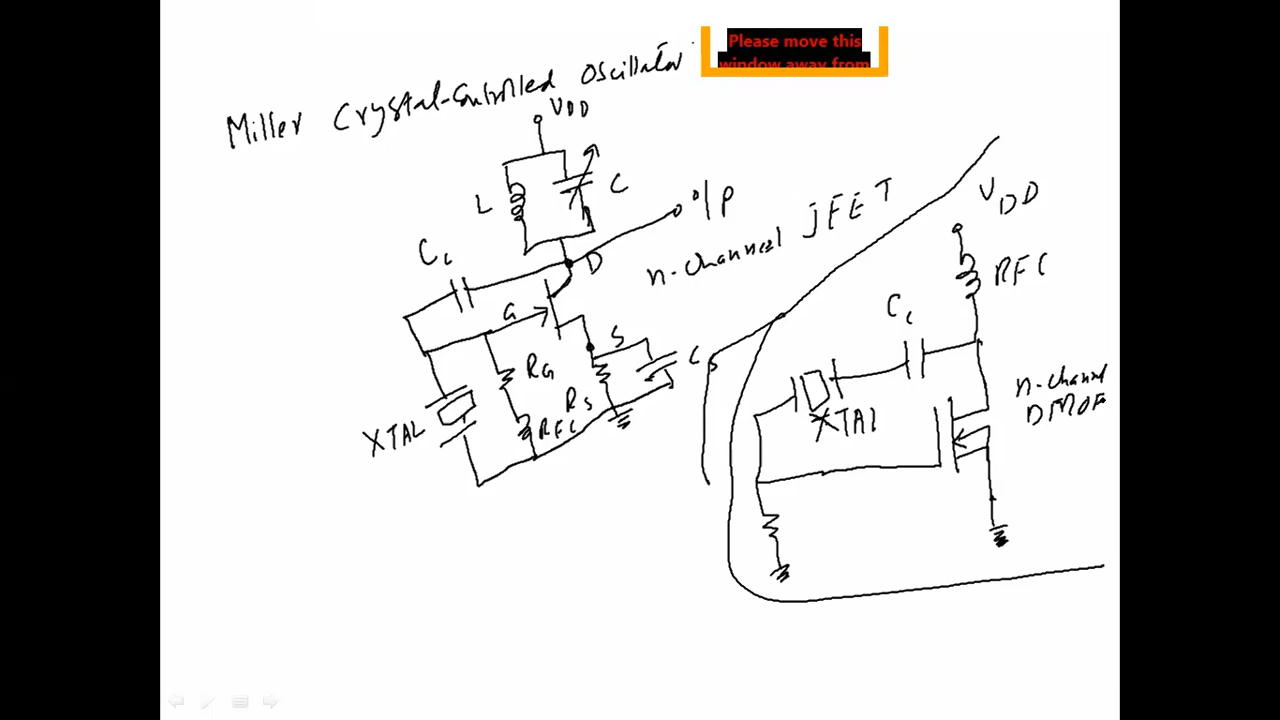 Please move this
window away from
Miller Crystal-Controlled Oscillator
VDD
L
C
o/p
Cc
D
n-channel JFET
G
S
RG
Rs
Cs
RFC
XTAL
VDD
RFC
Cc
XTAL
n-channel
DMOF